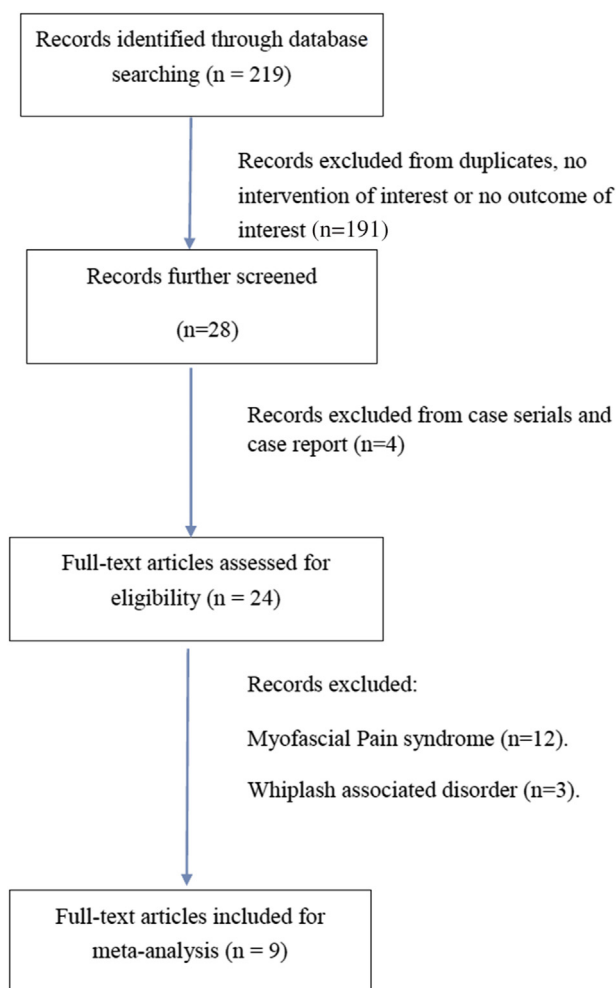 Records identified through database
searching (n = 219)
Records excluded from duplicates, no
intervention of interest or no outcome of
interest (n=191)
Records further screened
(n=28)
Records excluded from case serials and
case report (n=4)
Full-text articles assessed for
eligibility (n = 24)
Records excluded:
Myofascial Pain syndrome (n=12).
Whiplash associated disorder (n=3).
Full-text articles included for
meta-analysis (n = 9)